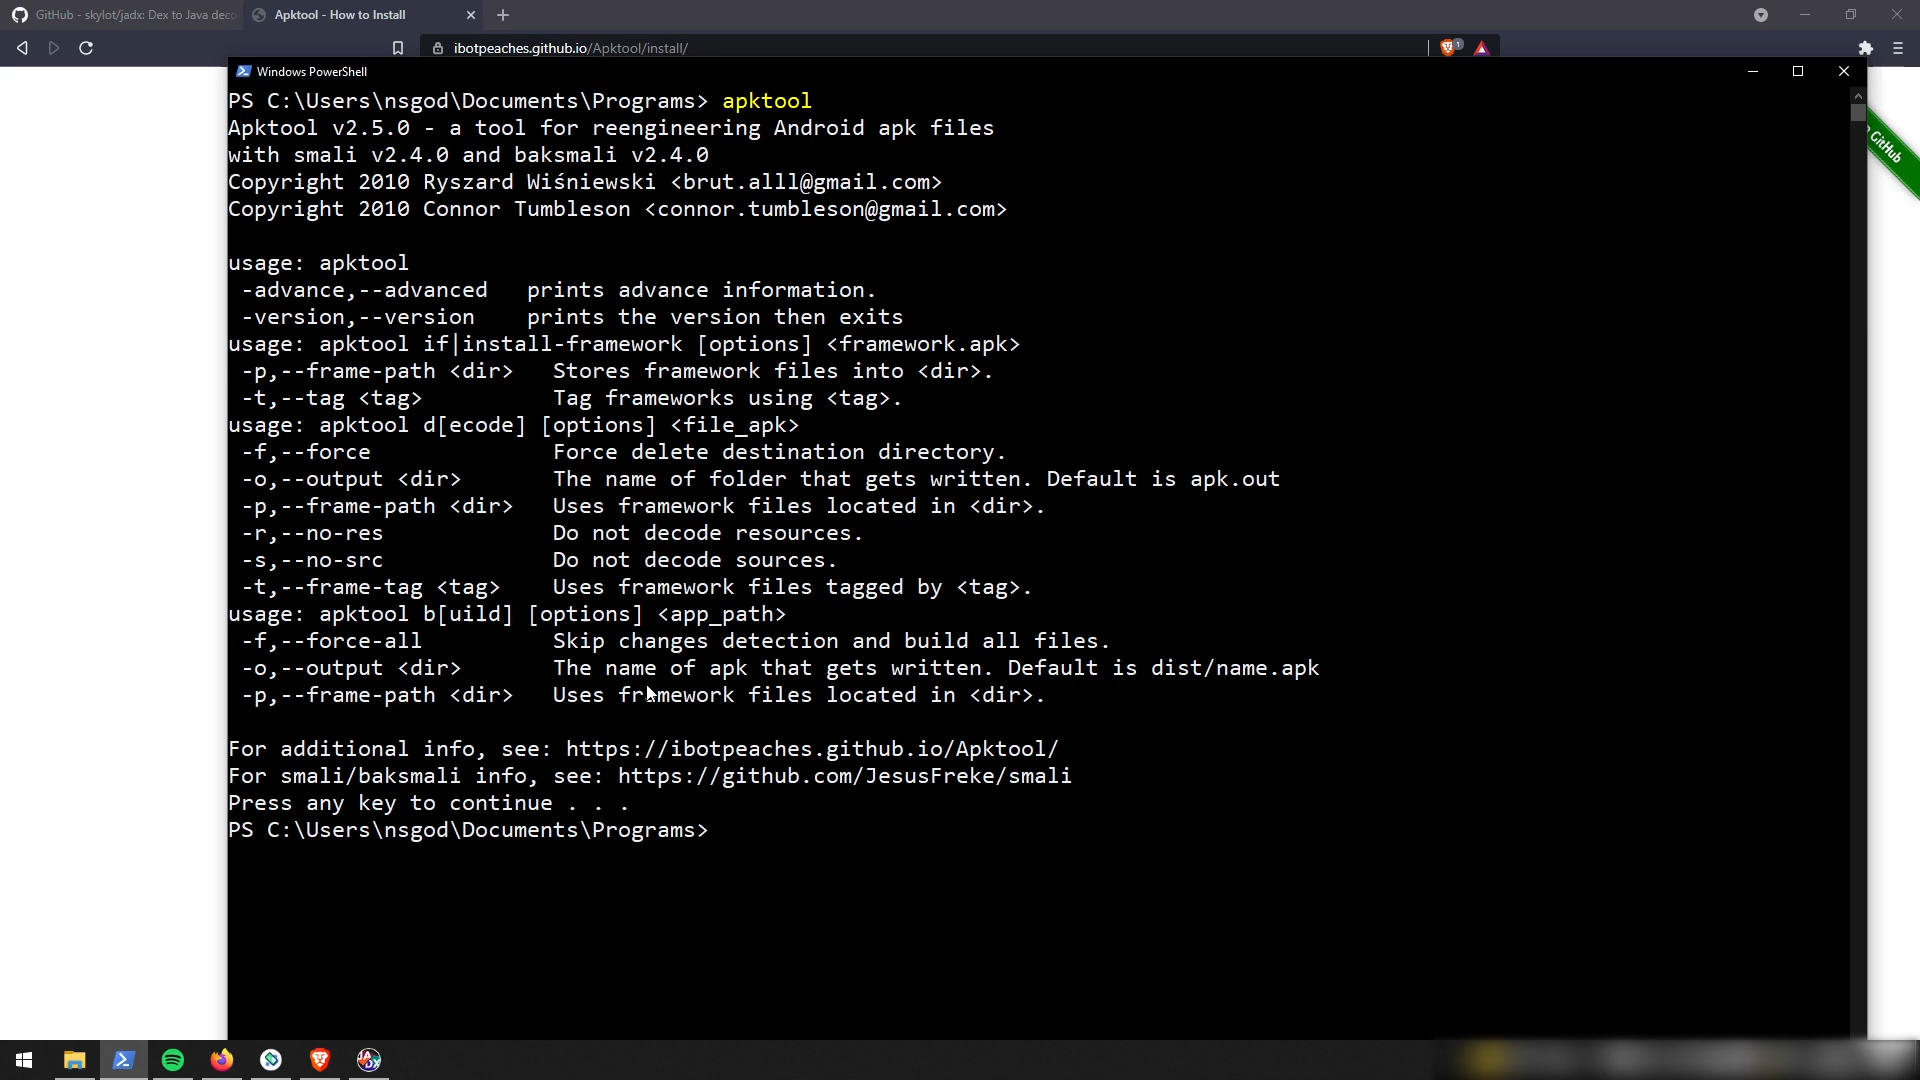 GitHub - skylot/jadx: Dex to Java deco
Apktool - How to Install
ibotpeaches.github.io/Apktool/install/
1
Windows PowerShell
GitHub
PS C:\Users\nsgod\Documents\Programs> apktool
Apktool v2.5.0 - a tool for reengineering Android apk files
with smali v2.4.0 and baksmali v2.4.0
Copyright 2010 Ryszard Wiśniewski <brut.alll@gmail.com>
Copyright 2010 Connor Tumbleson <connor.tumbleson@gmail.com>
usage: apktool
-advance,--advanced   prints advance information.
-version,--version    prints the version then exits
usage: apktool if|install-framework [options] <framework.apk>
-p,--frame-path <dir>   Stores framework files into <dir>.
-t,--tag <tag>          Tag frameworks using <tag>.
usage: apktool d[ecode] [options] <file_apk>
-f,--force              Force delete destination directory.
-o,--output <dir>       The name of folder that gets written. Default is apk.out
-p,--frame-path <dir>   Uses framework files located in <dir>.
-r,--no-res             Do not decode resources.
-s,--no-src             Do not decode sources.
-t,--frame-tag <tag>    Uses framework files tagged by <tag>.
usage: apktool b[uild] [options] <app_path>
-f,--force-all          Skip changes detection and build all files.
-o,--output <dir>       The name of apk that gets written. Default is dist/name.apk
-p,--frame-path <dir>   Uses framework files located in <dir>.
For additional info, see: https://ibotpeaches.github.io/Apktool/
For smali/baksmali info, see: https://github.com/JesusFreke/smali
Press any key to continue . . .
PS C:\Users\nsgod\Documents\Programs>
JADX